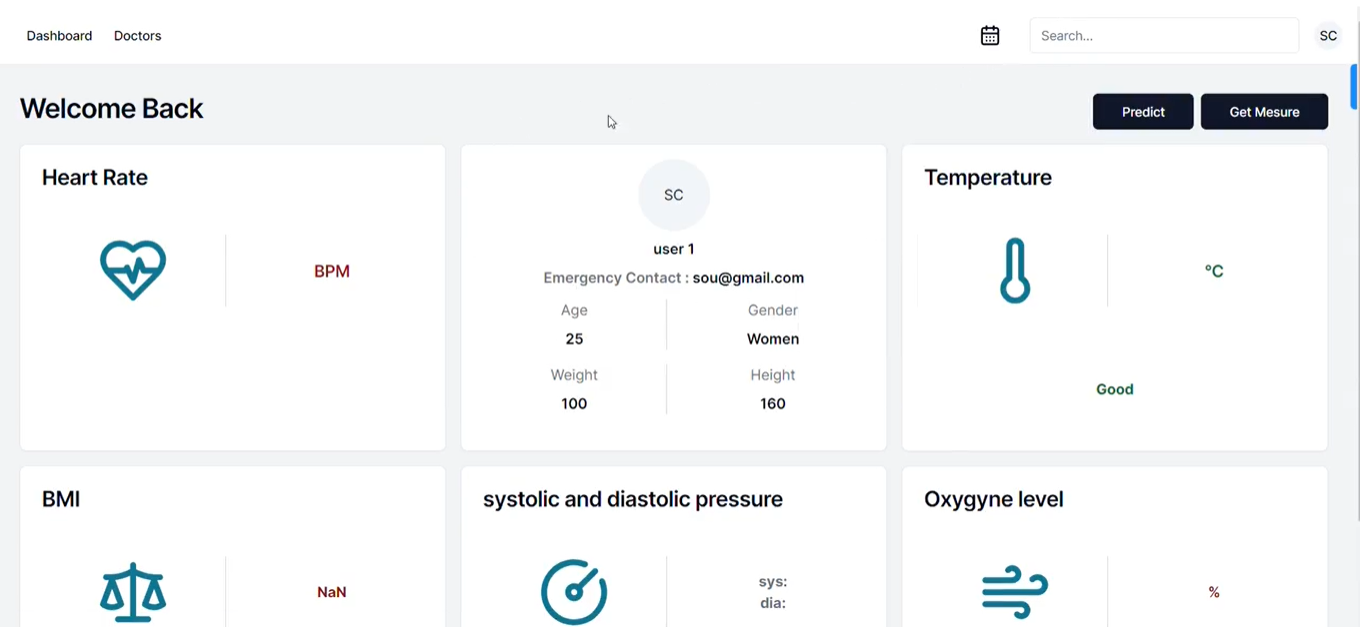 Dashboard Doctors Search... SC
Welcome Back Predict Get Mesure
Heart Rate
BPM
SC
user 1
Emergency Contact : sou@gmail.com
Age Gender
25 Women
Weight Height
100 160
Temperature
°C
Good
BMI
NaN
systolic and diastolic pressure
sys:
dia:
Oxygyne level
%